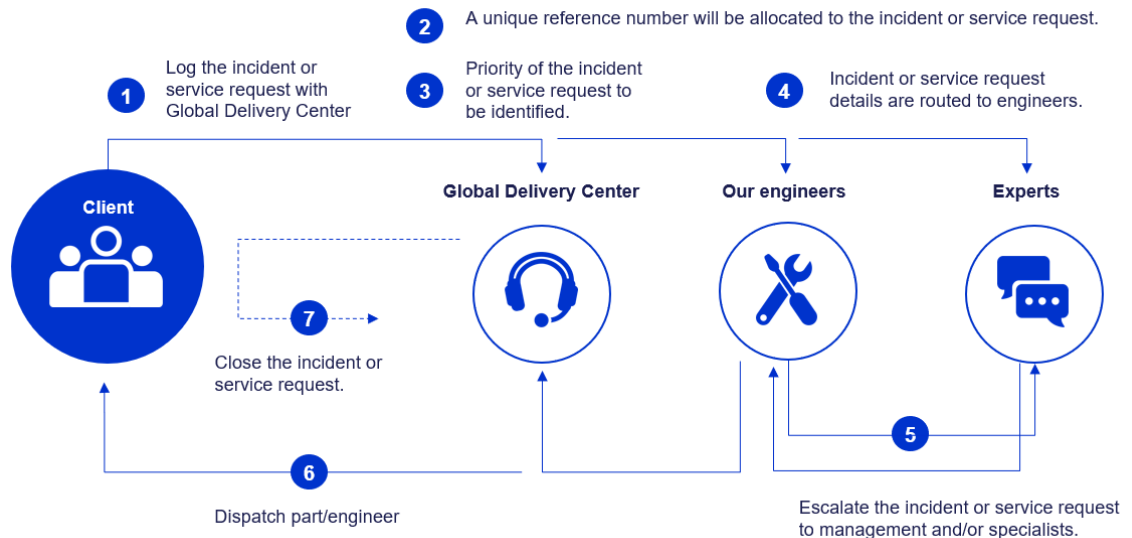 2
A unique reference number will be allocated to the incident or service request.
1
Log the incident or
service request with
Global Delivery Center
3
Priority of the incident
or service request to
be identified.
4
Incident or service request
details are routed to engineers.
Client
Global Delivery Center
Our engineers
Experts
7
Close the incident or
service request.
5
6
Dispatch part/engineer
Escalate the incident or service request
to management and/or specialists.